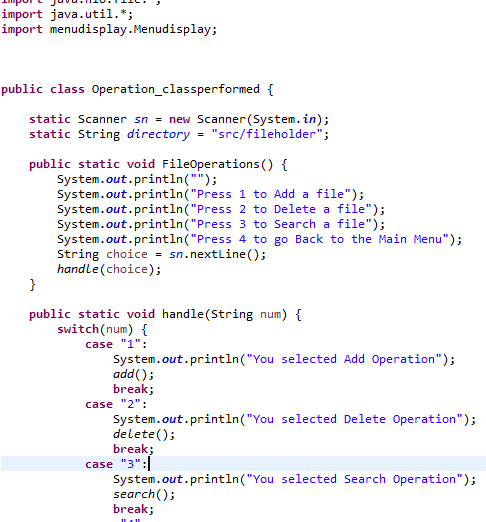 import java.nio.file.*;
import java.util.*;
import menudisplay.Menudisplay;
public class Operation_classperformed {
static Scanner sn = new Scanner(System.in);
static String directory = "src/fileholder";
public static void FileOperations() {
System.out.println("");
System.out.println("Press 1 to Add a file");
System.out.println("Press 2 to Delete a file");
System.out.println("Press 3 to Search a file");
System.out.println("Press 4 to go Back to the Main Menu");
String choice = sn.nextLine();
handle(choice);
}
public static void handle(String num) {
switch(num) {
case "1":
System.out.println("You selected Add Operation");
add();
break;
case "2":
System.out.println("You selected Delete Operation");
delete();
break;
case "3":
System.out.println("You selected Search Operation");
search();
break;